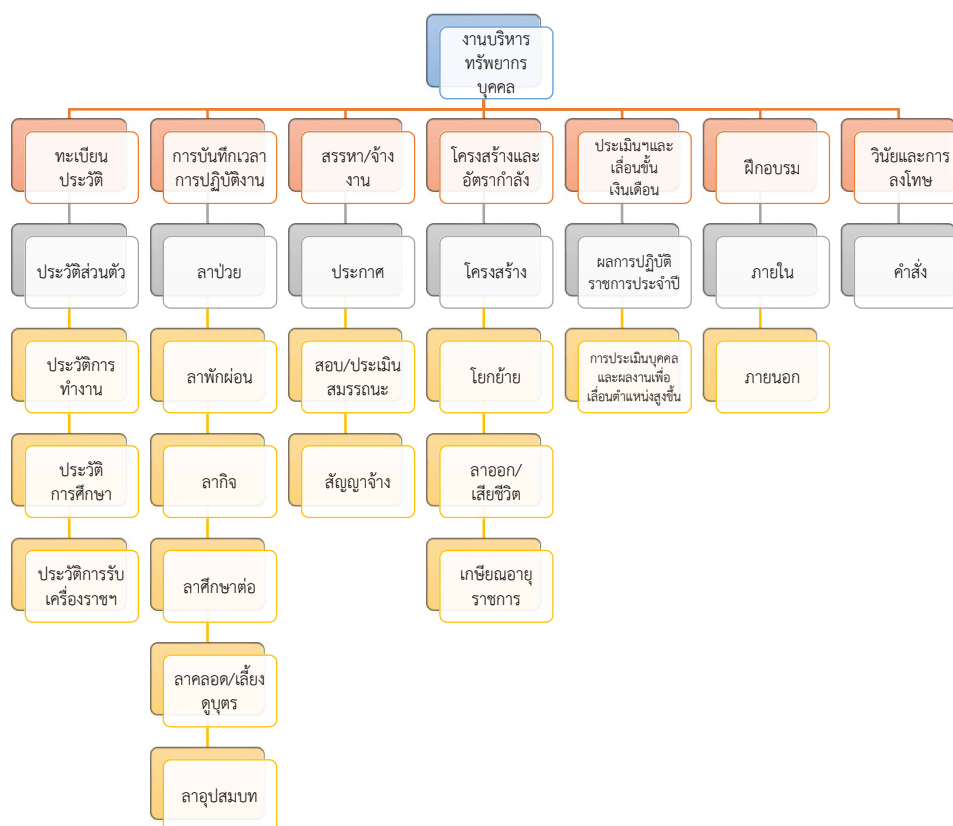 งานบริหาร
ทรัพยากร
บุคคล
ทะเบียน
ประวัติ
การบันทึกเวลา
การปฏิบัติงาน
สรรหา/จ้าง
งาน
โครงสร้างและ
อัตรากำลัง
ประเมินฯและ
เลื่อนขั้น
เงินเดือน
ฝึกอบรม
วินัยและการ
ลงโทษ
ประวัติส่วนตัว
ลาป่วย
ประกาศ
โครงสร้าง
ผลการปฏิบัติ
ราชการประจำปี
ภายใน
คำสั่ง
ประวัติการ
ทำงาน
ลาพักผ่อน
สอบ/ประเมิน
สมรรถนะ
โยกย้าย
การประเมินบุคคล
และผลงานเพื่อ
เลื่อนตำแหน่งสูงขึ้น
ภายนอก
ประวัติ
การศึกษา
ลากิจ
สัญญาจ้าง
ลาออก/
เสียชีวิต
ประวัติการรับ
เครื่องราชฯ
ลาศึกษาต่อ
เกษียณอายุ
ราชการ
ลาคลอด/เลี้ยง
ดูบุตร
ลาอุปสมบท